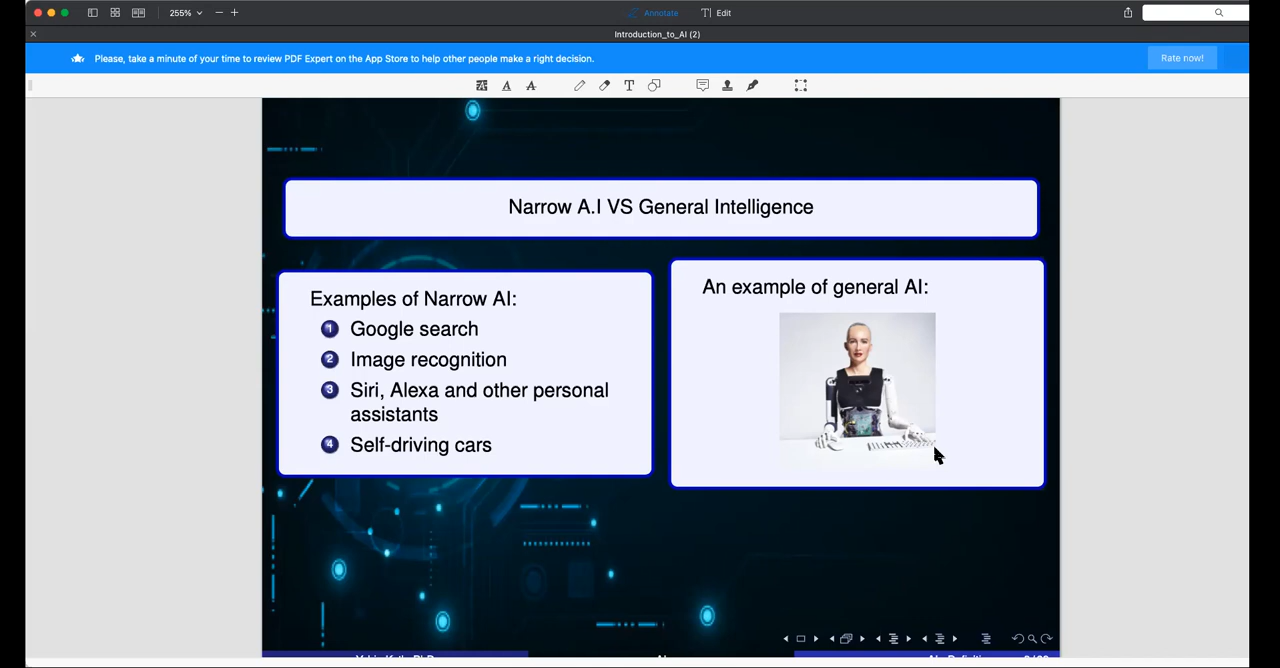 255%
Annotate
Edit
Introduction_to_AI (2)
Please, take a minute of your time to review PDF Expert on the App Store to help other people make a right decision.
Rate now!
Narrow A.I VS General Intelligence
Examples of Narrow AI:
1 Google search
2 Image recognition
3 Siri, Alexa and other personal
assistants
4 Self-driving cars
An example of general AI: